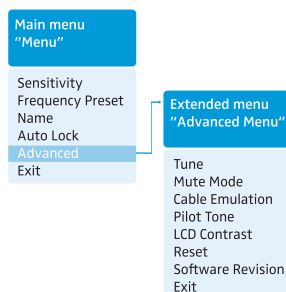 Main menu
“Menu”
Sensitivity
Frequency Preset
Name
Auto Lock
Advanced
Exit
Extended menu
“Advanced Menu”
Tune
Mute Mode
Cable Emulation
Pilot Tone
LCD Contrast
Reset
Software Revision
Exit